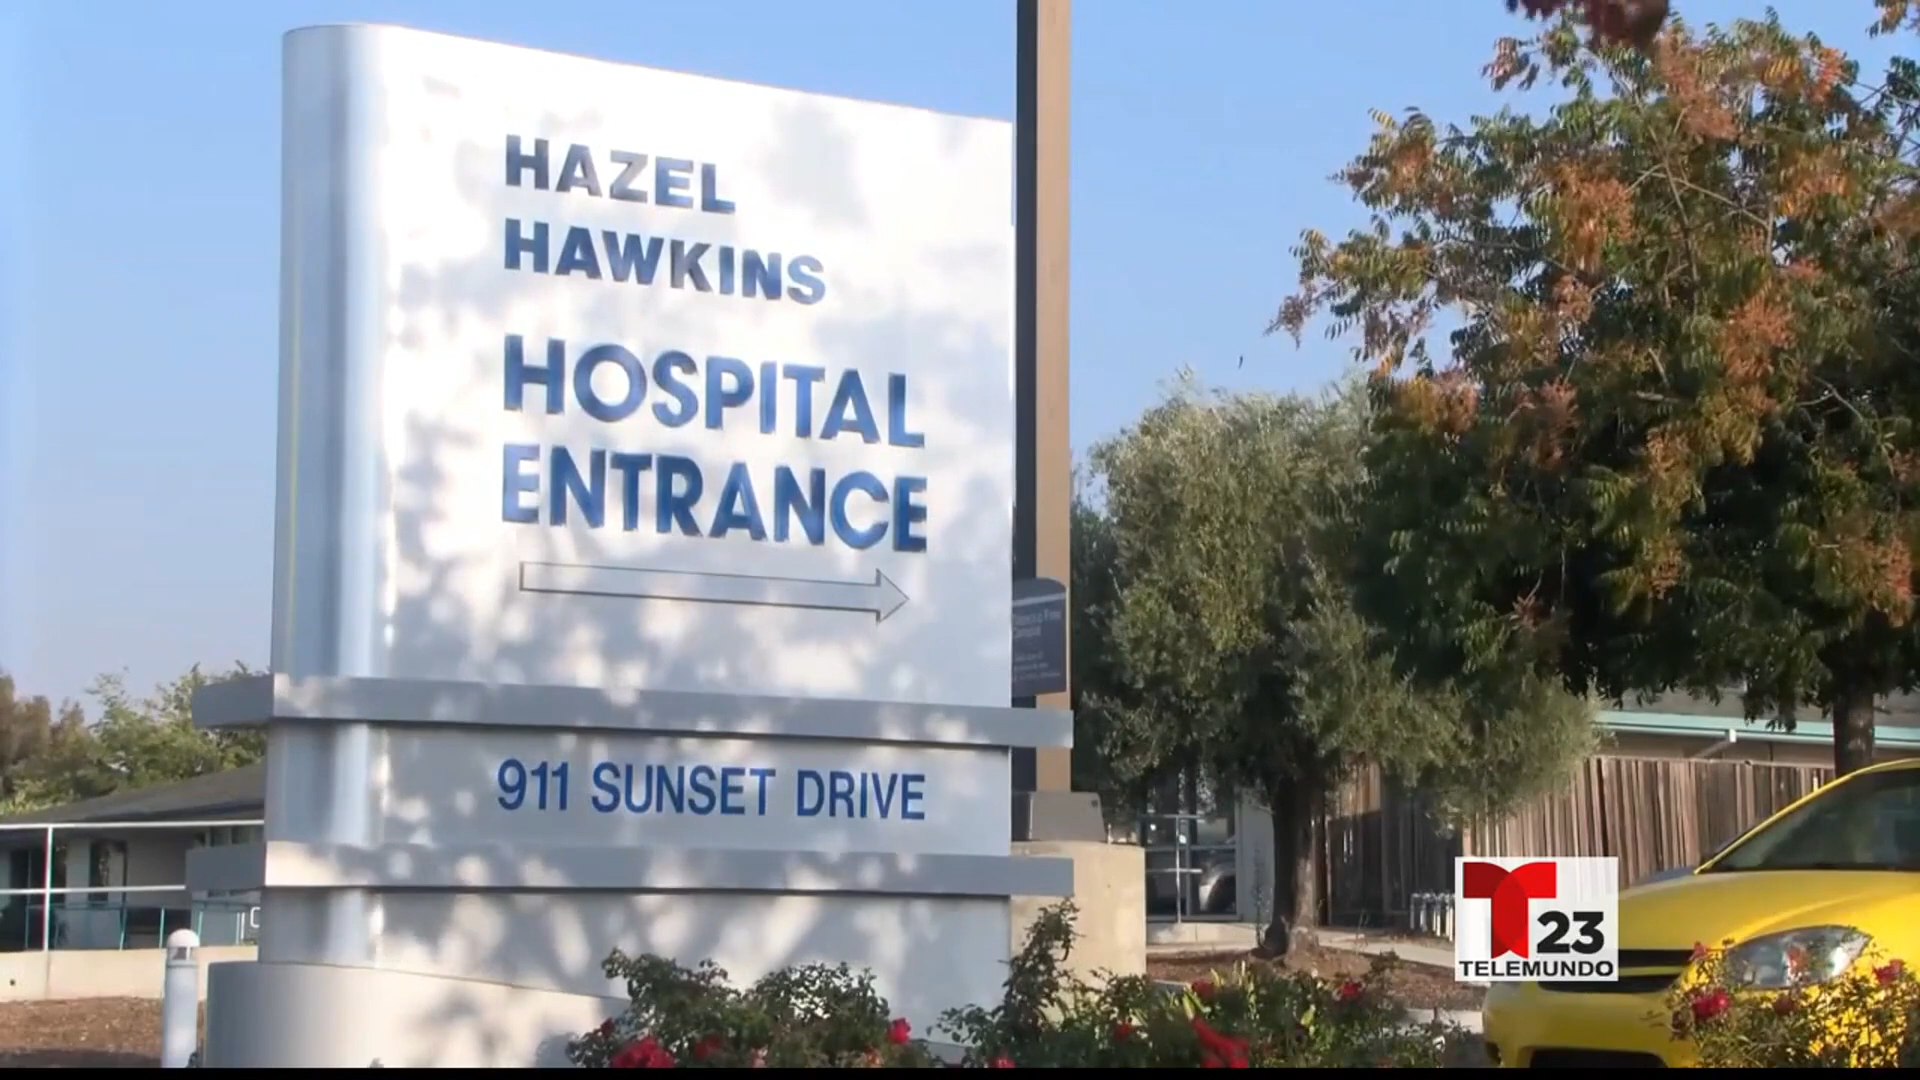 HAZEL
HAWKINS
HOSPITAL
ENTRANCE
911 SUNSET DRIVE
23
TELEMUNDO